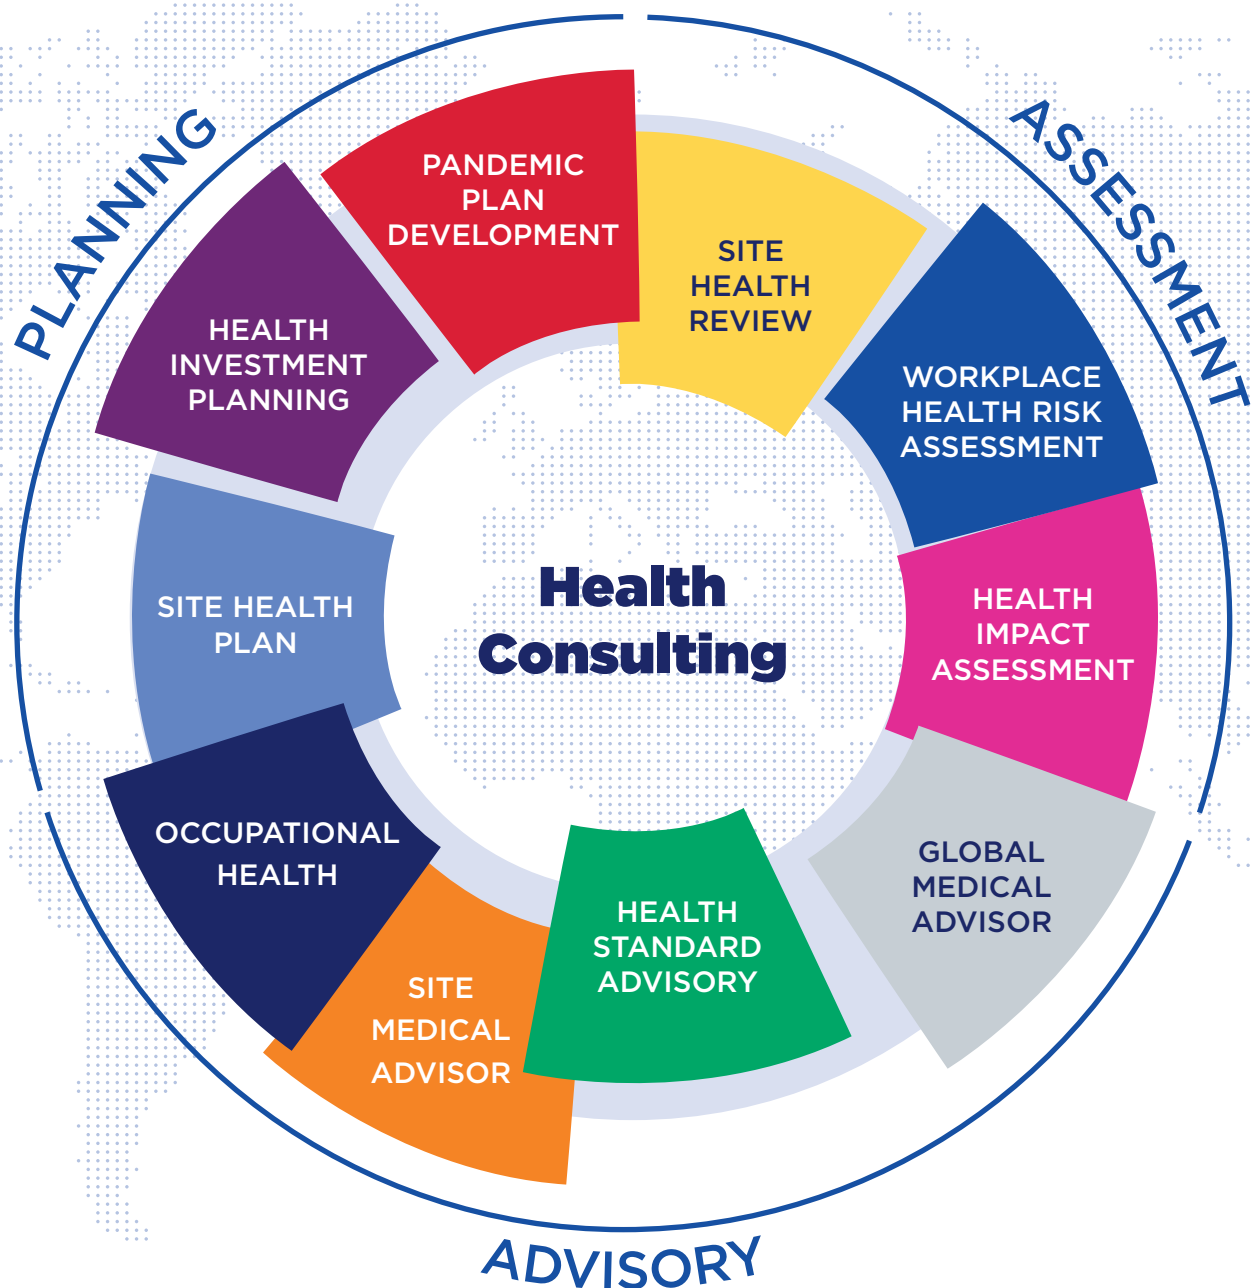 PLANNING
ASSESSMENT
PANDEMIC
PLAN
DEVELOPMENT
SITE
HEALTH
REVIEW
WORKPLACE
HEALTH RISK
ASSESSMENT
HEALTH
IMPACT
ASSESSMENT
GLOBAL
MEDICAL
ADVISOR
HEALTH
STANDARD
ADVISORY
SITE
MEDICAL
ADVISOR
OCCUPATIONAL
HEALTH
SITE HEALTH
PLAN
HEALTH
INVESTMENT
PLANNING
Health
Consulting
ADVISORY